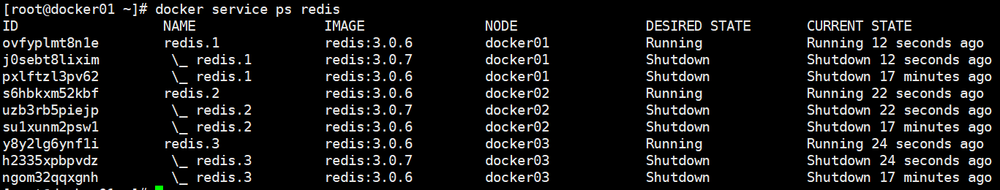 [root@docker01 ~]# docker service ps redis
ID NAME IMAGE NODE DESIRED STATE CURRENT STATE
ovfyplmt8n1e redis.1 redis:3.0.6 docker01 Running Running 12 seconds ago
j0sebt8lixim \_ redis.1 redis:3.0.7 docker01 Shutdown Shutdown 12 seconds ago
pxlftzl3pv62 \_ redis.1 redis:3.0.6 docker01 Shutdown Shutdown 17 minutes ago
s6hbkxm52kbf redis.2 redis:3.0.6 docker02 Running Running 22 seconds ago
uzb3rb5piejp \_ redis.2 redis:3.0.7 docker02 Shutdown Shutdown 22 seconds ago
su1xunm2psw1 \_ redis.2 redis:3.0.6 docker02 Shutdown Shutdown 17 minutes ago
y8y2lg6ynf1i redis.3 redis:3.0.6 docker03 Running Running 24 seconds ago
h2335xpbpvdz \_ redis.3 redis:3.0.7 docker03 Shutdown Shutdown 24 seconds ago
ngom32qqxgnh \_ redis.3 redis:3.0.6 docker03 Shutdown Shutdown 17 minutes ago